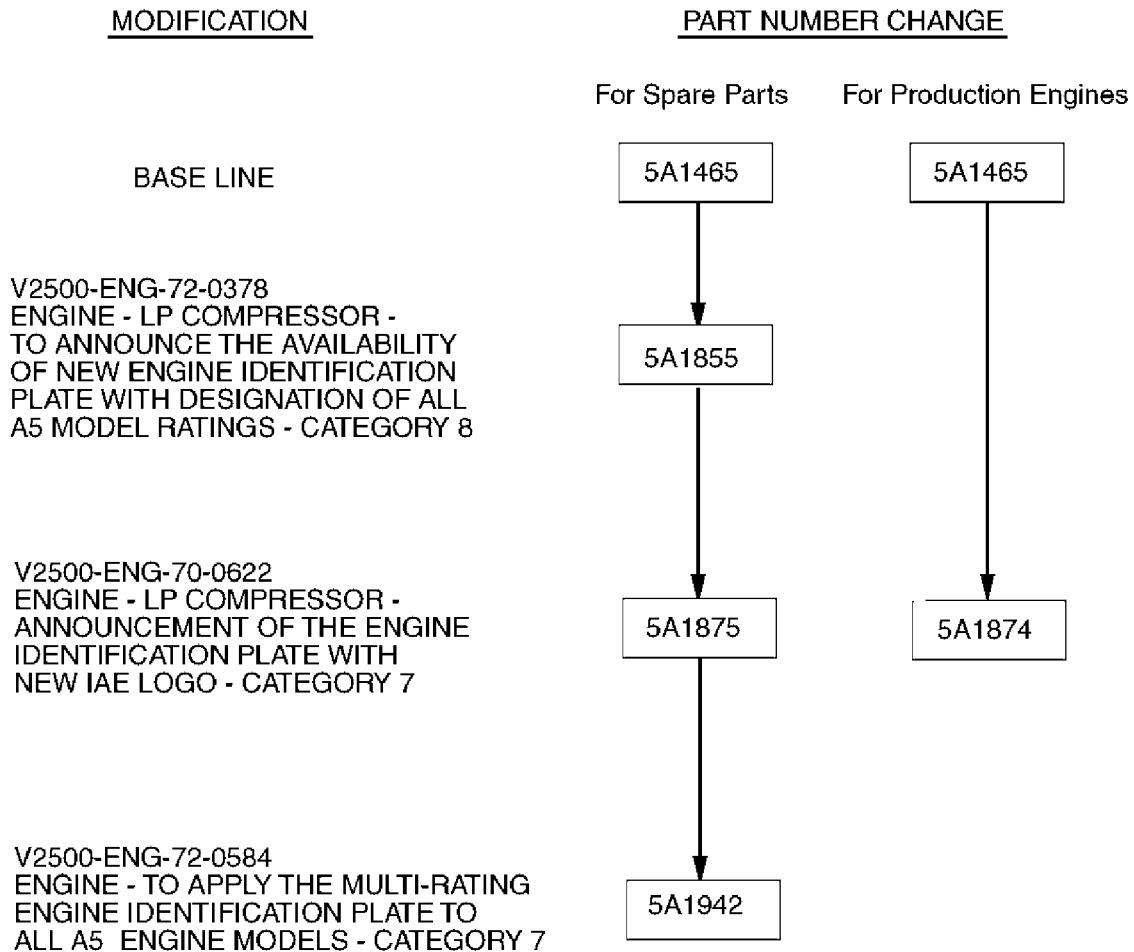 MODIFICATION
PART NUMBER CHANGE
For Spare Parts
For Production Engines
BASE LINE
5A1465
5A1465
V2500-ENG-72-0378
ENGINE - LP COMPRESSOR -
TO ANNOUNCE THE AVAILABILITY
OF NEW ENGINE IDENTIFICATION
PLATE WITH DESIGNATION OF ALL
A5 MODEL RATINGS - CATEGORY 8
5A1855
V2500-ENG-70-0622
ENGINE - LP COMPRESSOR -
ANNOUNCEMENT OF THE ENGINE
IDENTIFICATION PLATE WITH
NEW IAE LOGO - CATEGORY 7
5A1875
5A1874
V2500-ENG-72-0584
ENGINE - TO APPLY THE MULTI-RATING
ENGINE IDENTIFICATION PLATE TO
ALL A5 ENGINE MODELS - CATEGORY 7
5A1942